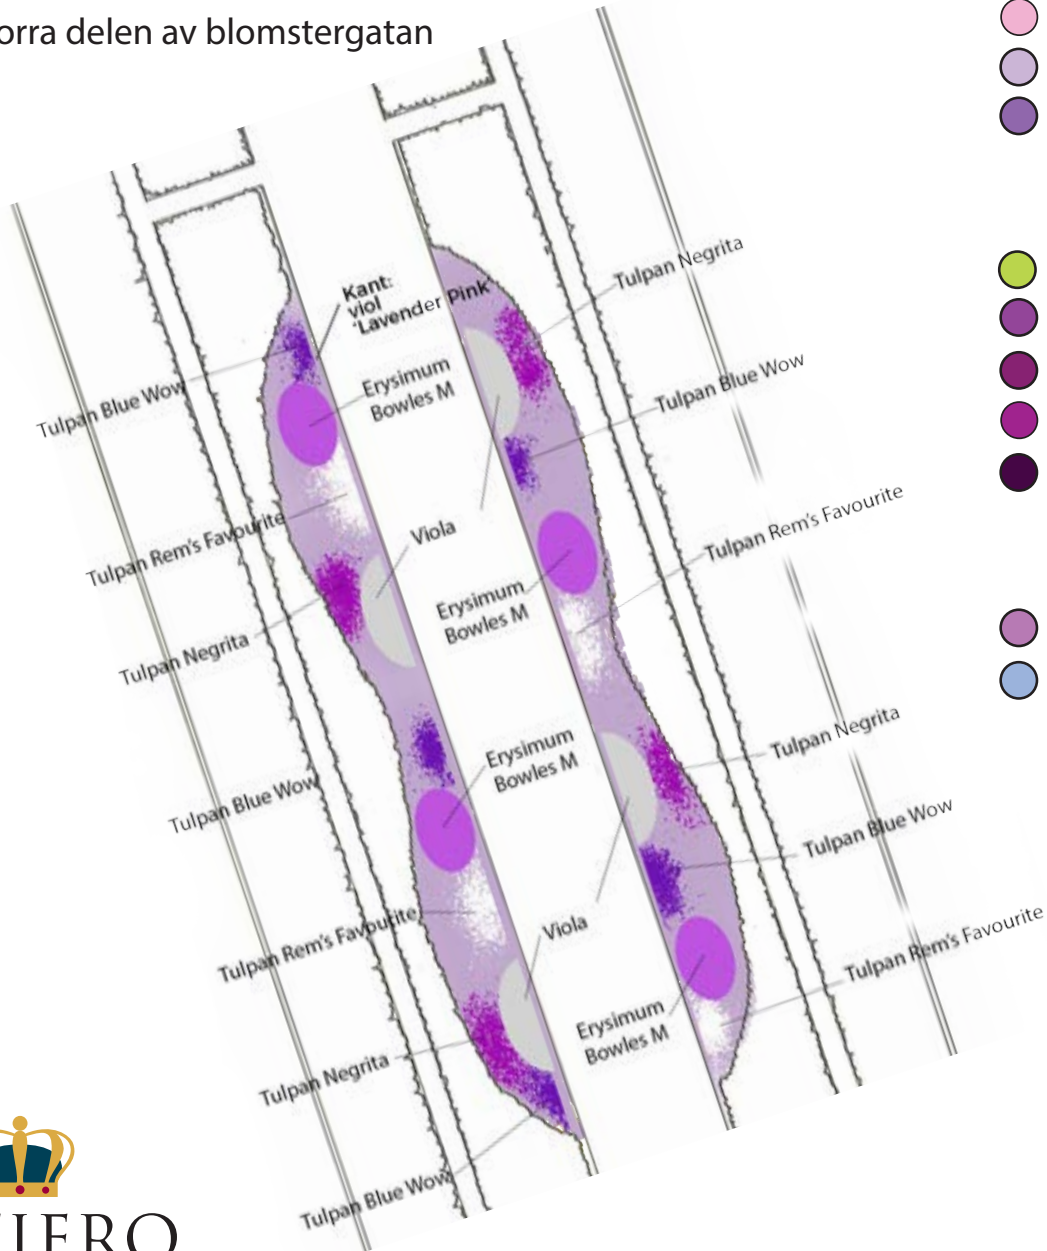 orra delen av blomstergatan
Tulpan Negrita
Kant:
viol
'Lavender Pink'
Erysimum
Bowles M
Tulpan Blue Wow
Tulpan Blue Wow
Tulpan Rem's Favourite
Viola
Tulpan Rem's Favourite
Erysimum
Bowles M
Tulpan Negrita
Tulpan Negrita
Erysimum
Bowles M
Tulpan Blue Wow
Tulpan Blue Wow
Viola
Tulpan Rem's Favourite
Tulpan Rem's Favourite
Erysimum
Bowles M
Tulpan Negrita
Tulpan Blue Wow
IERO